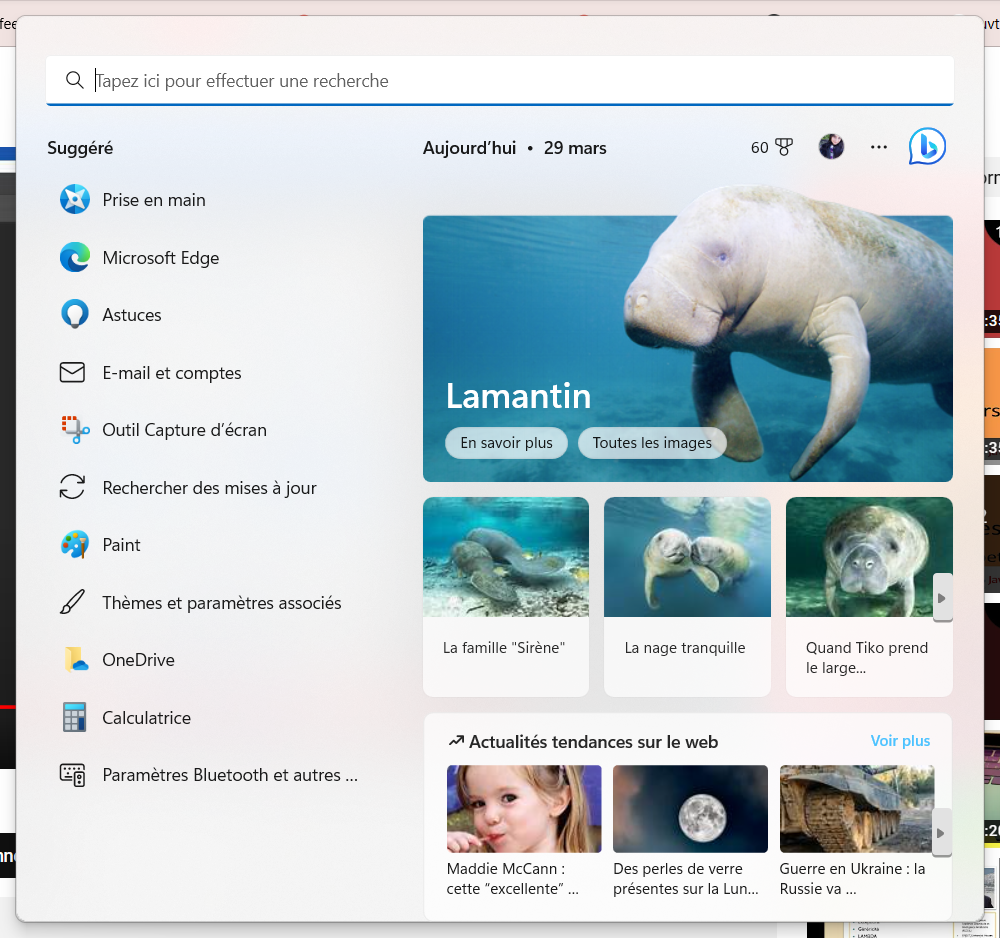 Tapez ici pour effectuer une recherche
Suggéré
Prise en main
Microsoft Edge
Astuces
E-mail et comptes
Outil Capture d'écran
Rechercher des mises à jour
Paint
Thèmes et paramètres associés
OneDrive
Calculatrice
Paramètres Bluetooth et autres ...
Aujourd'hui • 29 mars
60
Lamantin
En savoir plus
Toutes les images
La famille "Sirène"
La nage tranquille
Quand Tiko prend
le large...
Actualités tendances sur le web
Voir plus
Maddie McCann :
cette “excellente” ...
Des perles de verre
présentes sur la Lun...
Guerre en Ukraine : la
Russie va ...